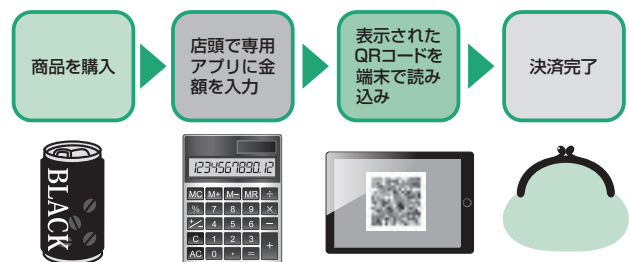 商品を購入
店頭で専用
アプリに金
額を入力
表示された
QRコードを
端末で読み
込み
決済完了
BLACK
1234567890.12
MC M+ M− MR ÷
% 7 8 9 ×
+/− 4 5 6 −
C 1 2 3 +
AC 0 · =